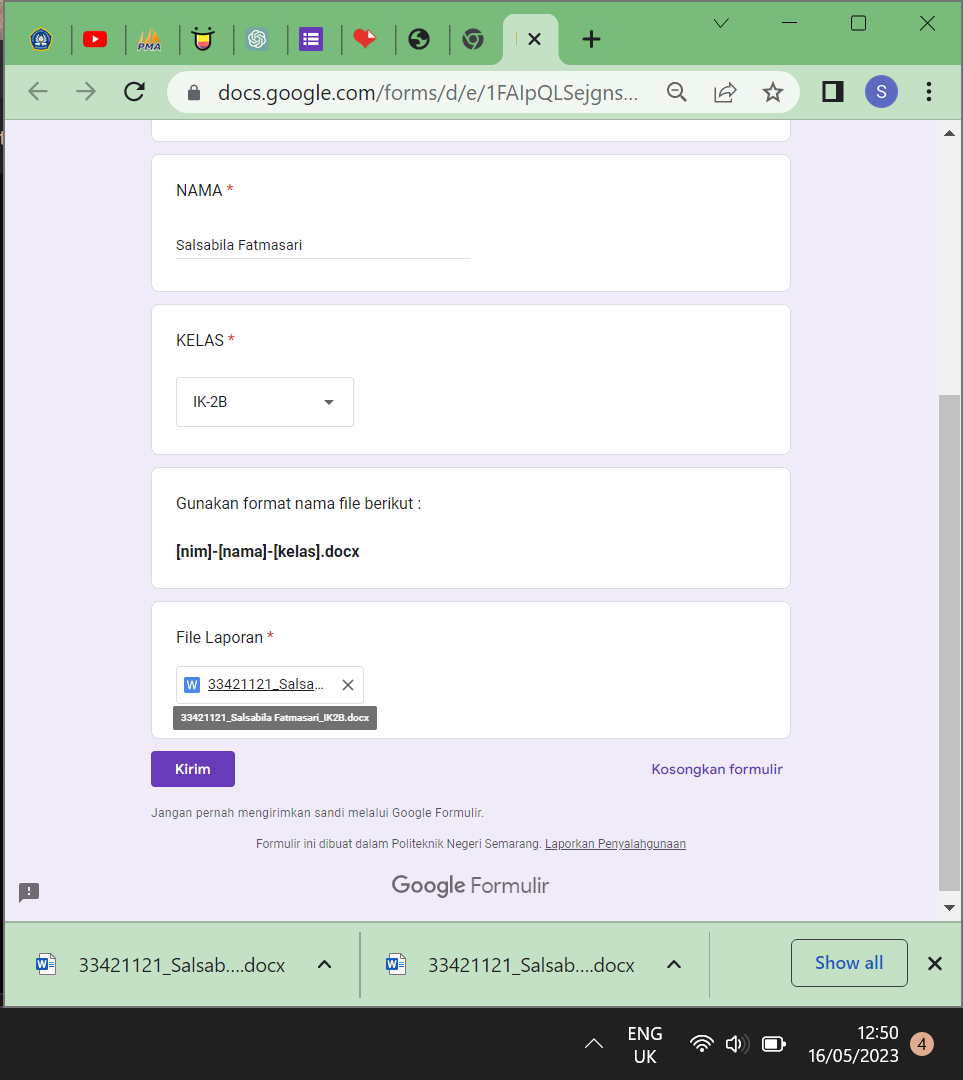 PMA
docs.google.com/forms/d/e/1FAIpQLSejgns...
S
NAMA *
Salsabila Fatmasari
KELAS *
IK-2B
Gunakan format nama file berikut :
[nim]-[nama]-[kelas].docx
File Laporan *
W 33421121_Salsa...
33421121_Salsabila Fatmasari_IK2B.docx
Kirim
Kosongkan formulir
Jangan pernah mengirimkan sandi melalui Google Formulir.
Formulir ini dibuat dalam Politeknik Negeri Semarang. Laporkan Penyalahgunaan
Google Formulir
33421121_Salsab....docx
33421121_Salsab....docx
Show all
ENG
UK
12:50
16/05/2023
4